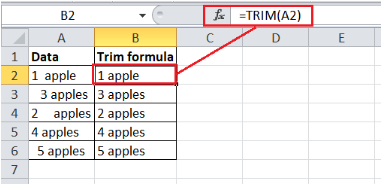 B2 fx =TRIM(A2)
A B C D E
1 Data Trim formula
2 1  apple 1 apple
3   3 apples 3 apples
4 2    apples 2 apples
5 4 apples 4 apples
6  5 apples 5 apples
7